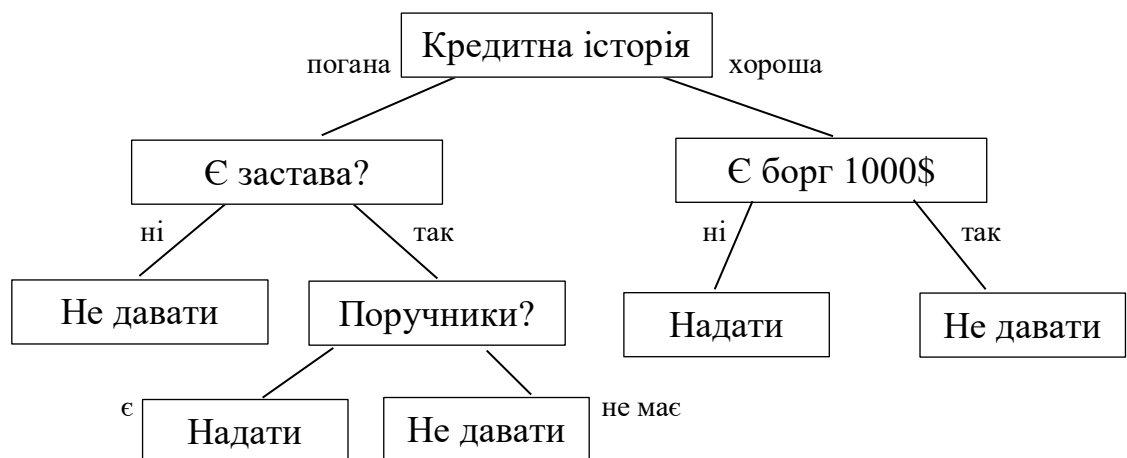 Кредитна історія
погана
хороша
Є застава?
Є борг 1000$
ні
так
ні
так
Не давати
Поручники?
Надати
Не давати
є
Надати
Не давати
не має